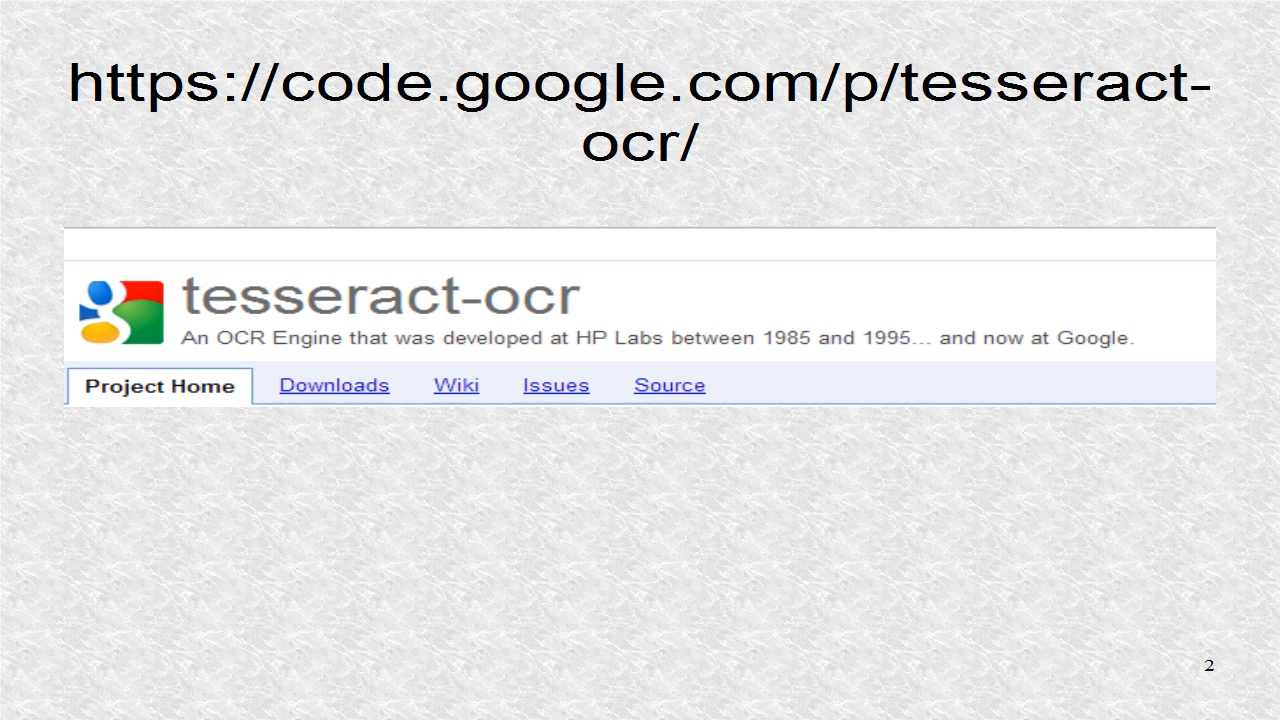 https://code.google.com/p/tesseract-
ocr/
tesseract-ocr
An OCR Engine that was developed at HP Labs between 1985 and 1995... and now at Google.
Project Home Downloads Wiki Issues Source
2